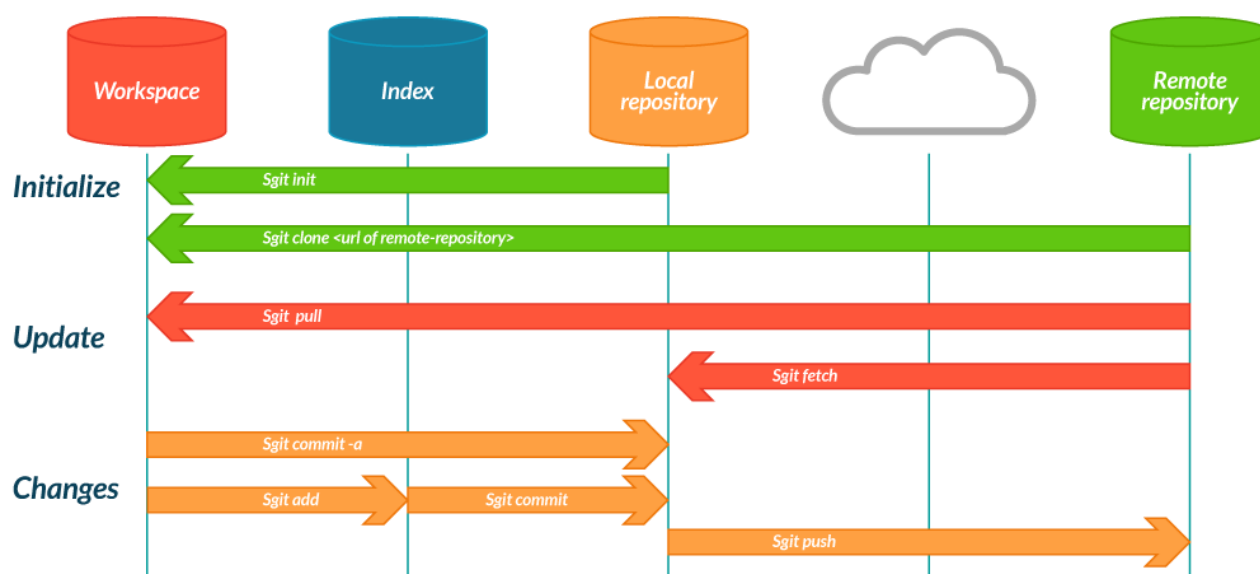 Workspace
Index
Local
repository
Remote
repository
Initialize
Sgit init
Sgit clone <url of remote-repository>
Update
Sgit  pull
Sgit fetch
Changes
Sgit commit -a
Sgit add
Sgit commit
Sgit push